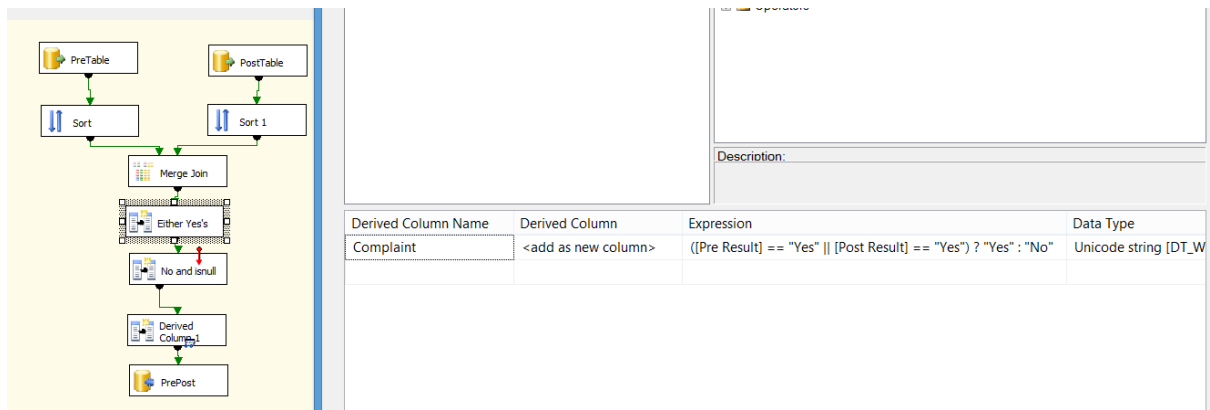 Operators
PreTable
PostTable
Sort
Sort 1
Merge Join
Either Yes's
No and isnull
Derived
Column 1
PrePost
Description:
Derived Column Name Derived Column Expression Data Type
Complaint <add as new column> ([Pre Result] == "Yes" || [Post Result] == "Yes") ? "Yes" : "No" Unicode string [DT_W